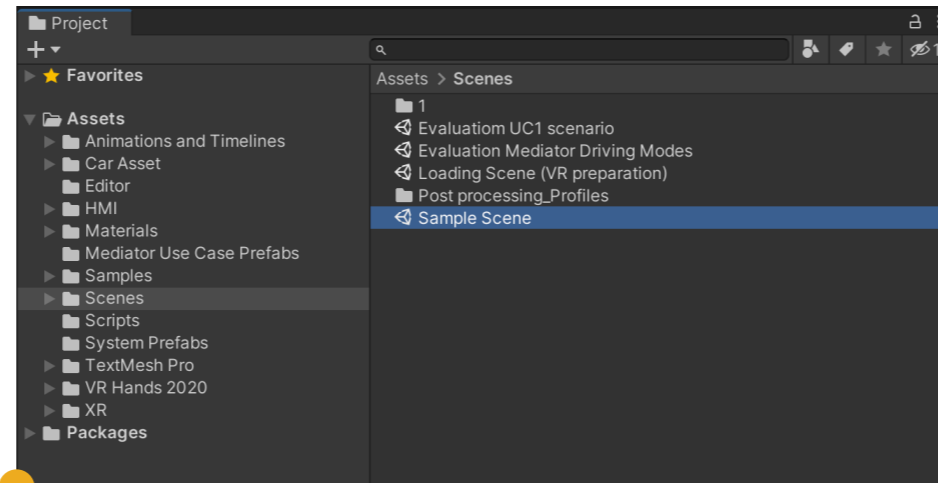 Project
1
Favorites
Assets
Animations and Timelines
Car Asset
Editor
HMI
Materials
Mediator Use Case Prefabs
Samples
Scenes
Scripts
System Prefabs
TextMesh Pro
VR Hands 2020
XR
Packages
Assets > Scenes
1
Evaluatiom UC1 scenario
Evaluation Mediator Driving Modes
Loading Scene (VR preparation)
Post processing_Profiles
Sample Scene